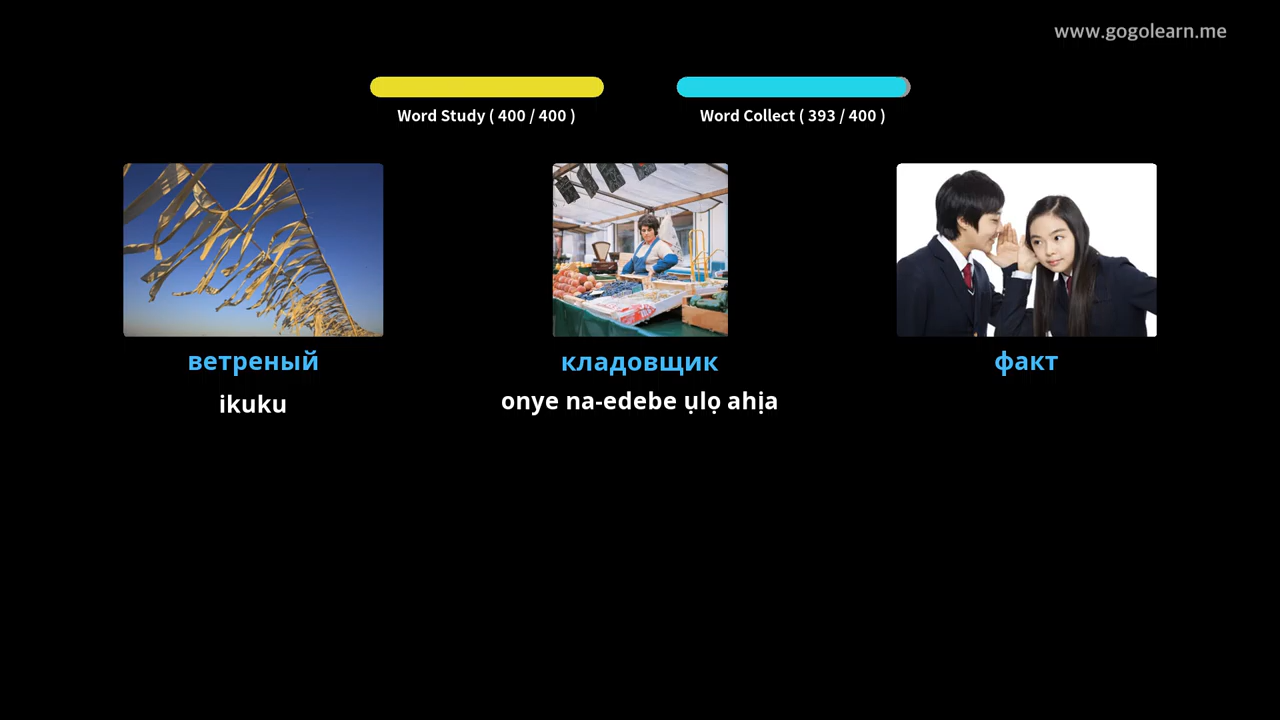 www.gogolearn.me
Word Study ( 400 / 400 )
Word Collect ( 393 / 400 )
ветреный
кладовщик
факт
ikuku
onye na-edebe ụlọ ahịa